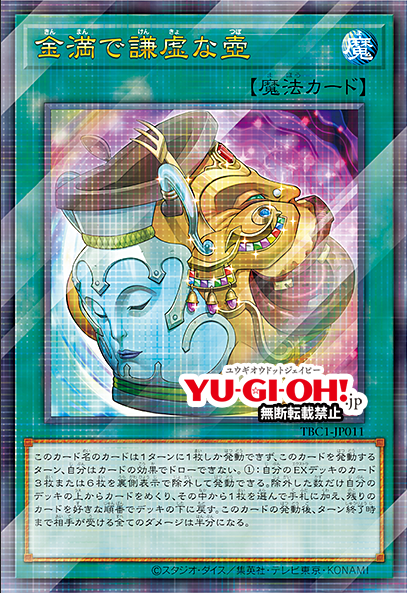 きん まん けん きょ つぼ
金満で謙虚な壺
魔
まほう
【魔法カード】
ユウギオウドットジェイピー
YU-GI-OH!.jp
無断転載禁止
TBC1-JP011
このカード名のカードは1ターンに1枚しか発動できず、このカードを発動する
ターン、自分はカードの効果でドローできない。①:自分のEXデッキのカード
3枚または6枚を裏側表示で除外して発動できる。除外した数だけ自分の
デッキの上からカードをめくり、その中から1枚を選んで手札に加え、残りの
カードを好きな順番でデッキの下に戻す。このカードの発動後、ターン終了時
まで相手が受ける全てのダメージは半分になる。
©スタジオ・ダイス/集英社・テレビ東京・KONAMI